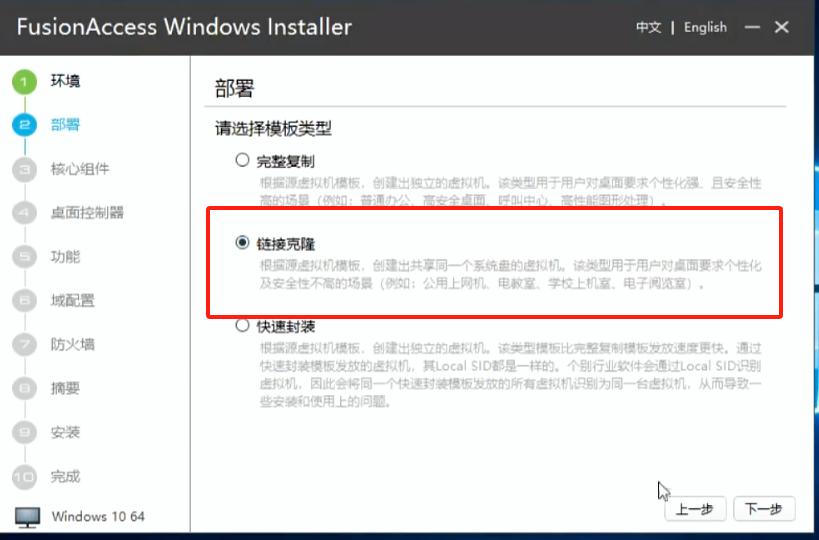 FusionAccess Windows Installer
中文 | English
1 环境
2 部署
3 核心组件
4 桌面控制器
5 功能
6 域配置
7 防火墙
8 摘要
9 安装
10 完成
Windows 10 64
部署
请选择模板类型
完整复制
根据源虚拟机模板，创建出独立的虚拟机。该类型用于用户对桌面要求个性化强、且安全性
高的场景（例如：普通办公、高安全桌面、呼叫中心、高性能图形处理）。
链接克隆
根据源虚拟机模板，创建出共享同一个系统盘的虚拟机。该类型用于用户对桌面要求个性化
及安全性不高的场景（例如：公用上网机、电教室、学校上机室、电子阅览室）。
快速封装
根据源虚拟机模板，创建出独立的虚拟机。该类型模板比完整复制模板发放速度更快。通过
快速封装模板发放的虚拟机，其Local SID都是一样的。个别行业软件会通过Local SID识别
虚拟机，因此会将同一个快速封装模板发放的所有虚拟机识别为同一台虚拟机，从而导致一
些安装和使用上的问题。
上一步
下一步